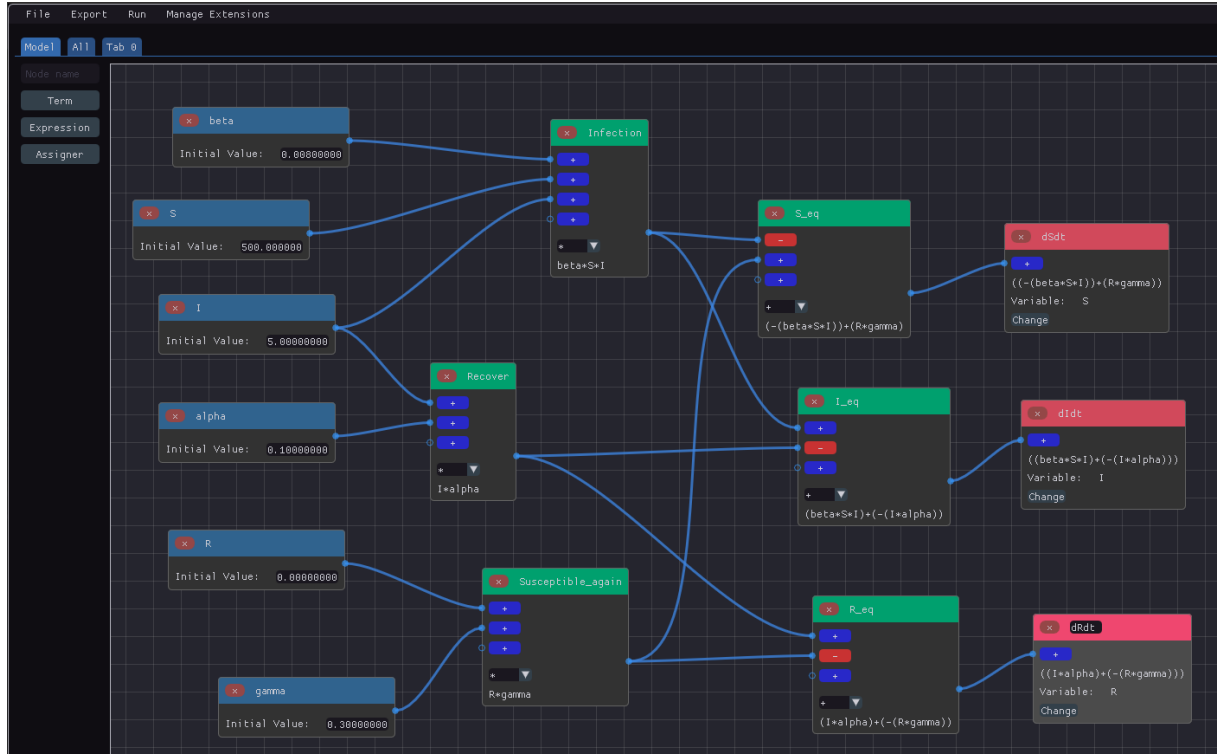 File Export Run Manage Extensions
Model All Tab 0
Node name
Term
Expression
Assigner
× beta
Initial Value: 0.00800000
× S
Initial Value: 500.000000
× I
Initial Value: 5.00000000
× alpha
Initial Value: 0.10000000
× R
Initial Value: 0.00000000
× gamma
Initial Value: 0.30000000
× Infection
+
+
+
+
* ▼
beta*S*I
× Recover
+
+
+
* ▼
I*alpha
× Susceptible_again
+
+
+
* ▼
R*gamma
× S_eq
-
+
+
+ ▼
(-(beta*S*I))+(R*gamma)
× I_eq
+
-
+
+ ▼
(beta*S*I)+(-(I*alpha))
× R_eq
+
-
+
+ ▼
(I*alpha)+(-(R*gamma))
× dSdt
+
((-(beta*S*I))+(R*gamma))
Variable: S
Change
× dIdt
+
((beta*S*I)+(-(I*alpha)))
Variable: I
Change
× dRdt
+
((I*alpha)+(-(R*gamma)))
Variable: R
Change